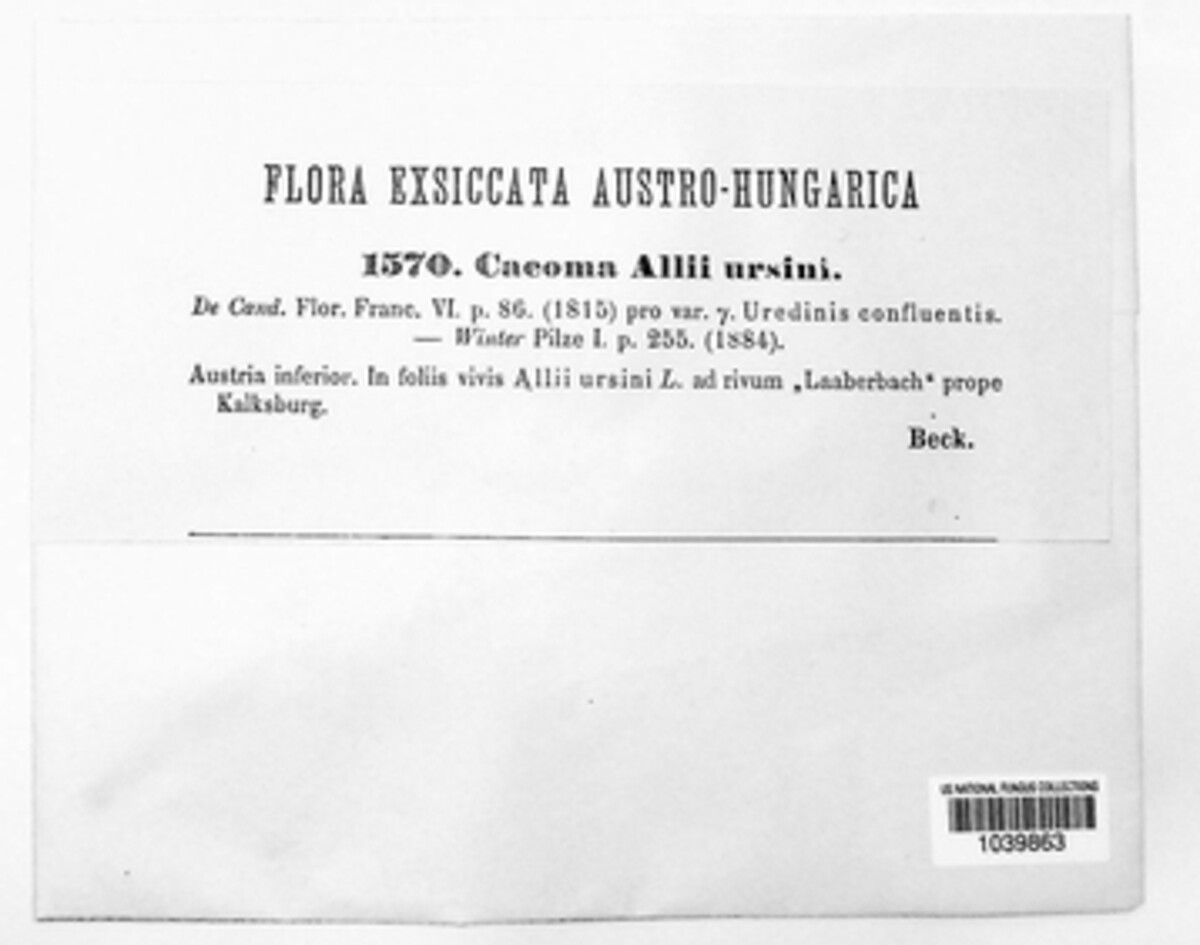 FLORA EXSICCATA AUSTRO-HUNGARICA
1570. Caeoma Allii ursini.
De Cand. Flor. Franc. VI. p. 86. (1815) pro var. γ. Uredinis confluentis.
— Winter Pilze I. p. 255. (1884).
Austria inferior. In foliis vivis Allii ursini L. ad rivum „Laaberbach“ prope
Kalksburg.
Beck.
US NATIONAL FUNGUS COLLECTIONS
1039863